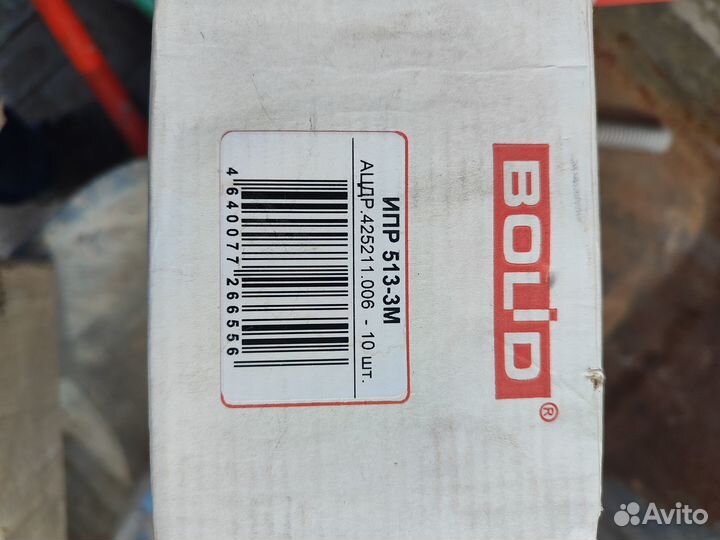 BOLID®
ИПР 513-3М
АЦДР.425211.006 - 10 шт.
4 640077 266556
Avito